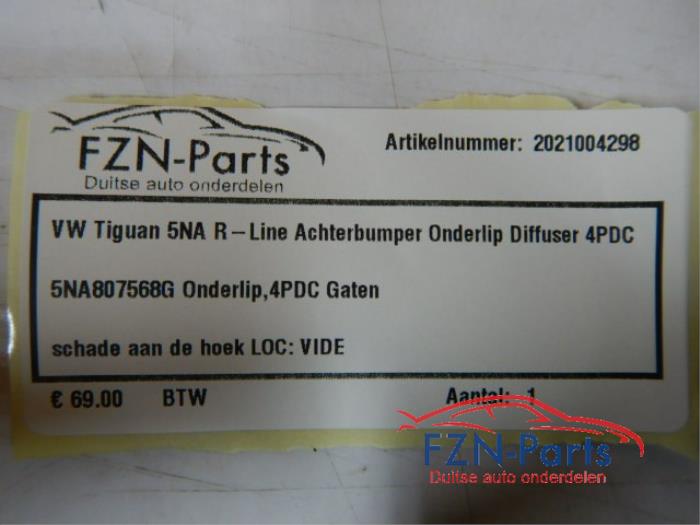 FZN-Parts
Duitse auto onderdelen
Artikelnummer: 2021004298
VW Tiguan 5NA R-Line Achterbumper Onderlip Diffuser 4PDC
5NA807568G Onderlip,4PDC Gaten
schade aan de hoek LOC: VIDE
€ 69.00 BTW Aantal: 1
FZN-Parts
Duitse auto onderdelen